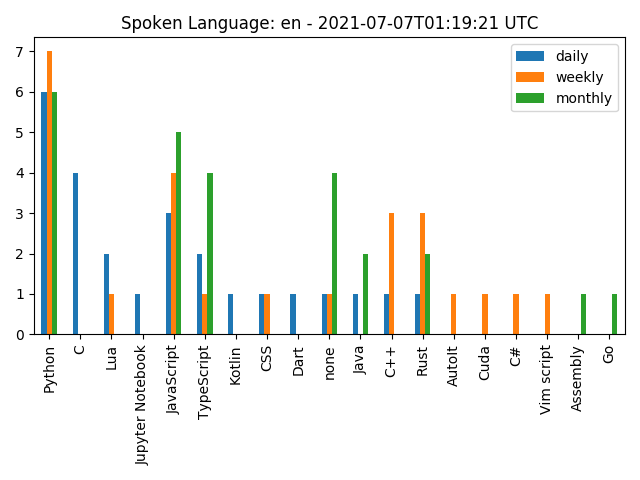 Spoken Language: en - 2021-07-07T01:19:21 UTC
daily
weekly
monthly
7
6
5
4
3
2
1
0
Python
C
Lua
Jupyter Notebook
JavaScript
TypeScript
Kotlin
CSS
Dart
none
Java
C++
Rust
AutoIt
Cuda
C#
Vim script
Assembly
Go